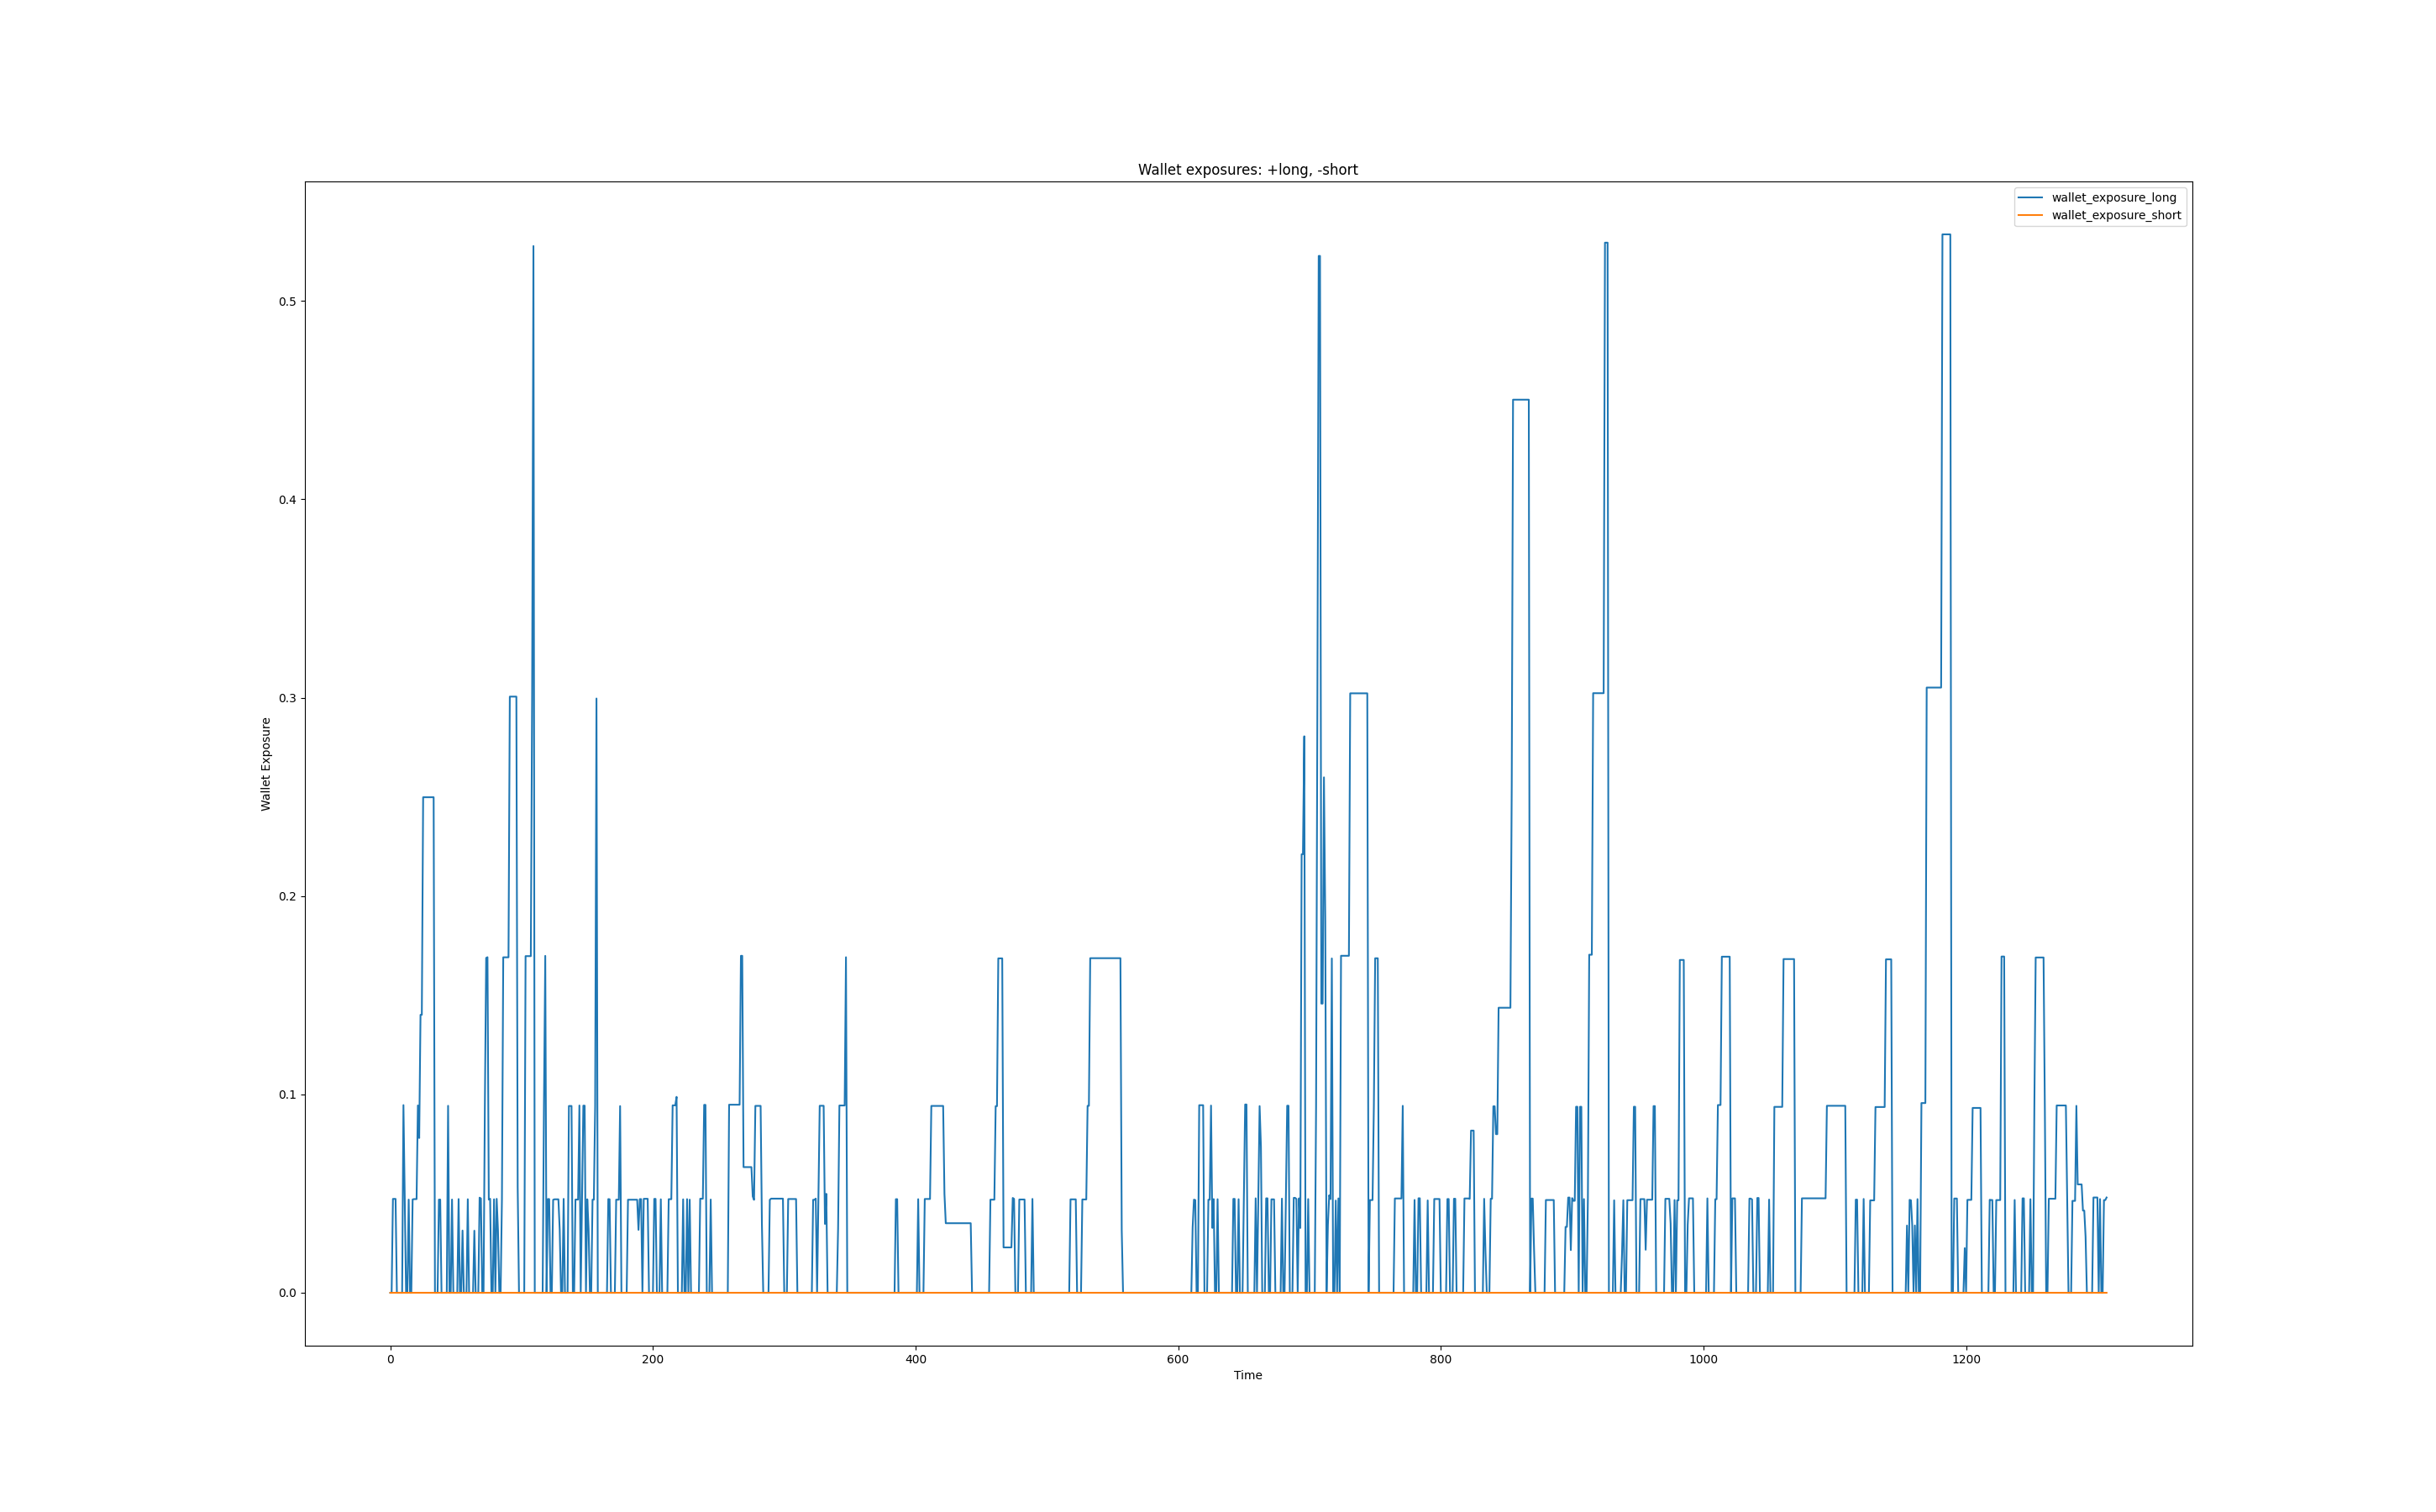 Wallet exposures: +long, -short
wallet_exposure_long
wallet_exposure_short
0.5
0.4
0.3
0.2
0.1
0.0
Wallet Exposure
0 200 400 600 800 1000 1200
Time